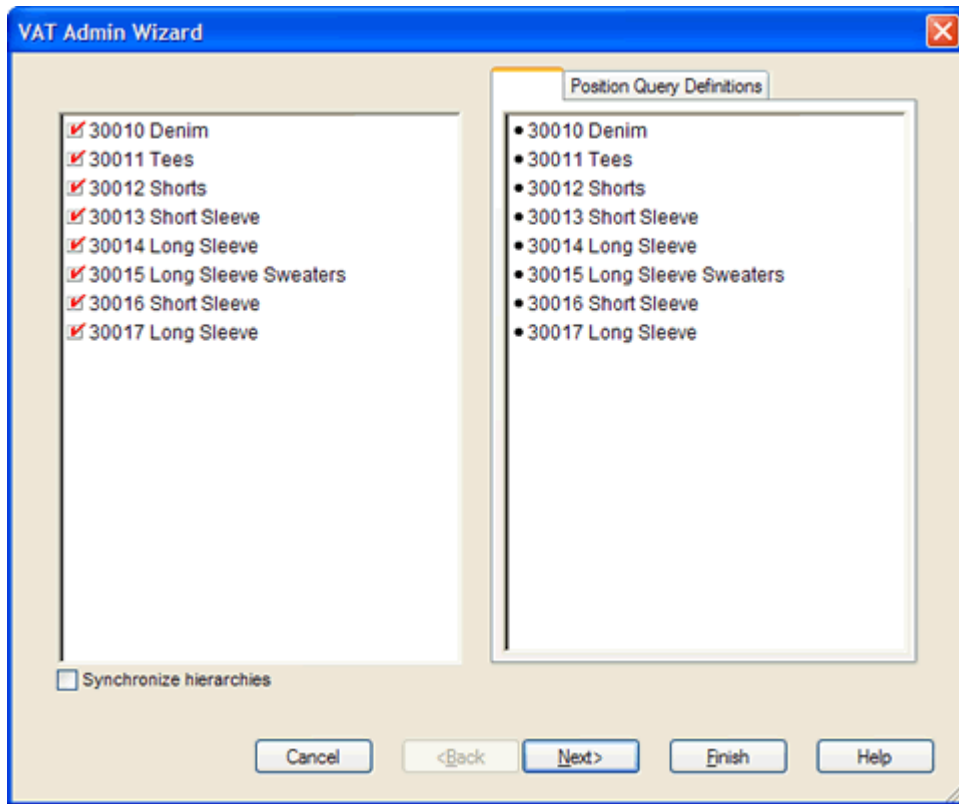 VAT Admin Wizard
Position Query Definitions
30010 Denim
30011 Tees
30012 Shorts
30013 Short Sleeve
30014 Long Sleeve
30015 Long Sleeve Sweaters
30016 Short Sleeve
30017 Long Sleeve
30010 Denim
30011 Tees
30012 Shorts
30013 Short Sleeve
30014 Long Sleeve
30015 Long Sleeve Sweaters
30016 Short Sleeve
30017 Long Sleeve
Synchronize hierarchies
Cancel
<Back
Next>
Finish
Help